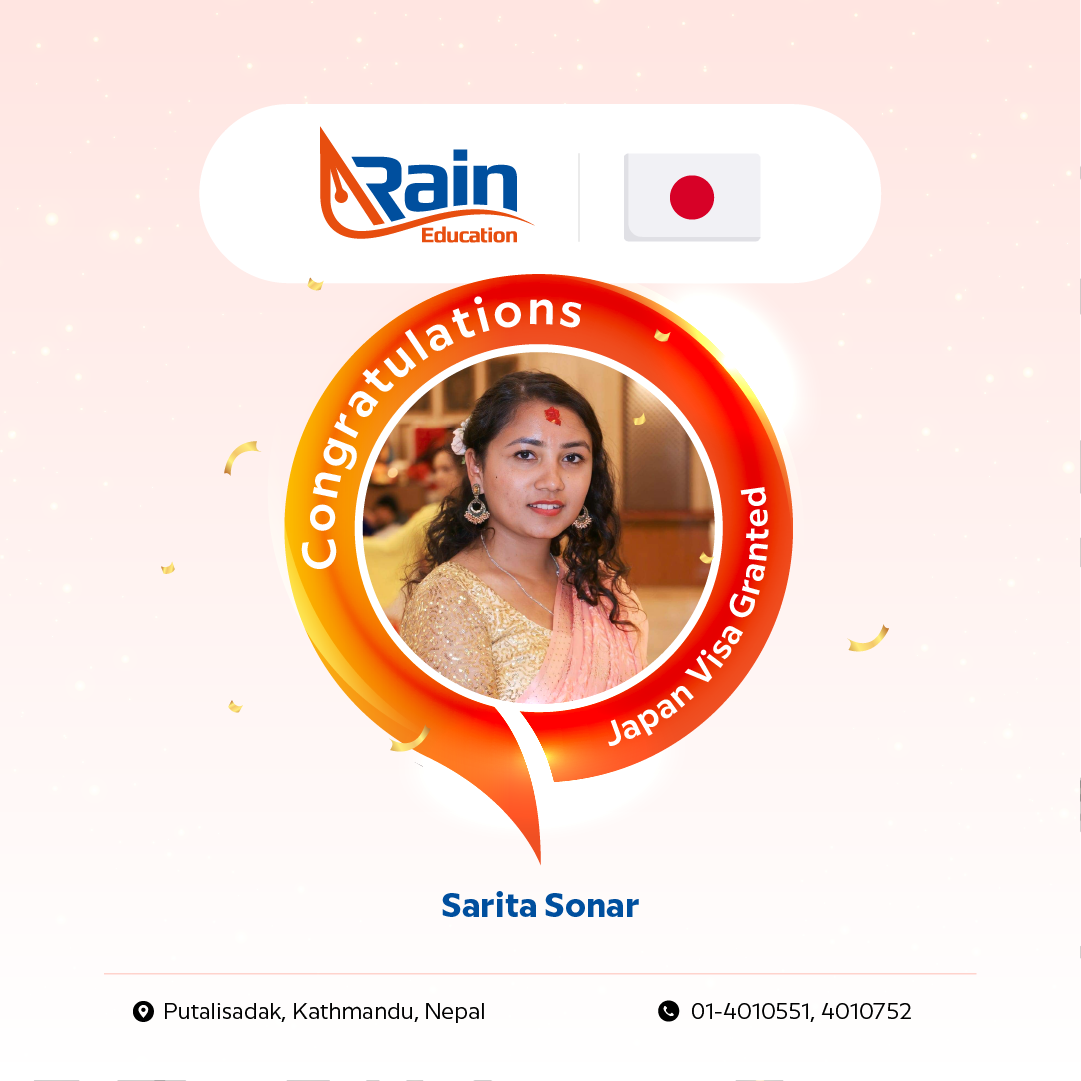 Rain
Education
Congratulations
Japan Visa Granted
Sarita Sonar
Putalisadak, Kathmandu, Nepal
01-4010551, 4010752